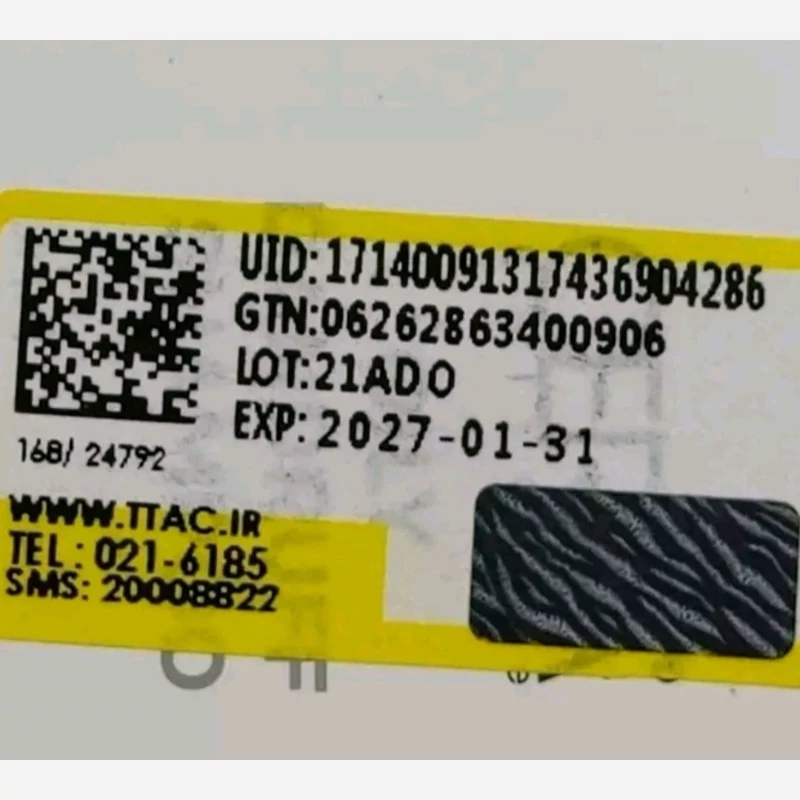 UID:17140091317436904286
GTN:06262863400906
LOT:21ADO
EXP:2027-01-31
168/ 24792
WWW.TTAC.IR
TEL: 021-6185
SMS: 20008822